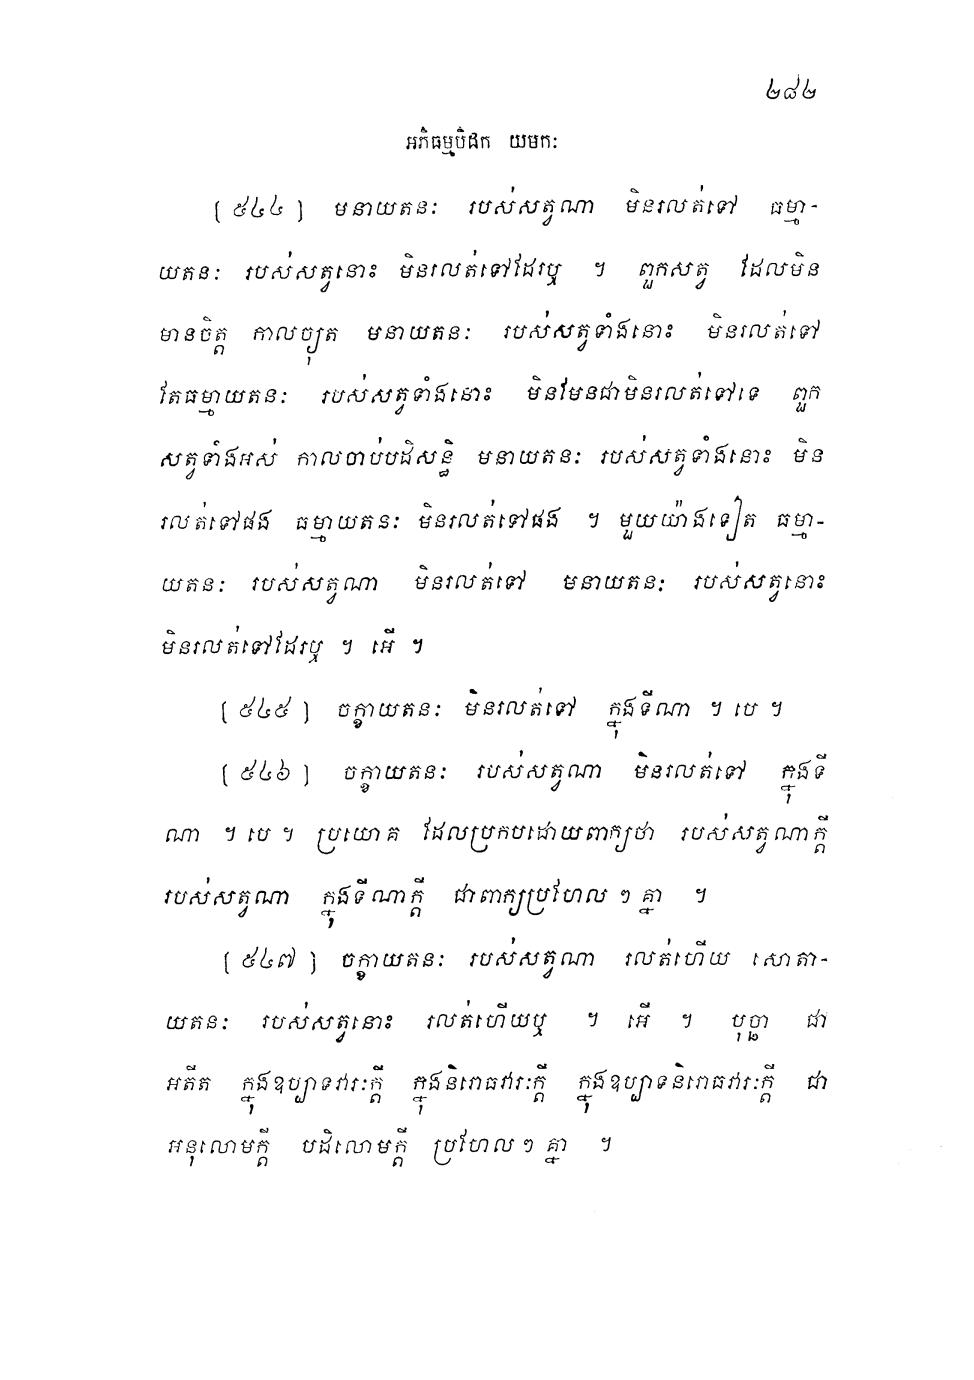 ២៨២
អភិធម្មបិដក យមកៈ
[ ៥៤៤ ] មនាយតនៈ របស់សត្វណា មិនរលត់ទៅ ធម្មា-
យតនៈ របស់សត្វនោះ មិនរលត់ទៅដែរឬ ។ ពួកសត្វ ដែលមិន
មានចិត្ត កាលច្យុត មនាយតនៈ របស់សត្វទាំងនោះ មិនរលត់ទៅ
តែធម្មាយតនៈ របស់សត្វទាំងនោះ មិនមែនជាមិនរលត់ទៅទេ ពួក
សត្វទាំងអស់ កាលចាប់បដិសន្ធិ មនាយតនៈ របស់សត្វទាំងនោះ មិន
រលត់ទៅផង ធម្មាយតនៈ មិនរលត់ទៅផង ។ មួយយ៉ាងទៀត ធម្មា-
យតនៈ របស់សត្វណា មិនរលត់ទៅ មនាយតនៈ របស់សត្វនោះ
មិនរលត់ទៅដែរឬ ។ អើ ។
[ ៥៤៥ ] ចក្ខាយតនៈ មិនរលត់ទៅ ក្នុងទីណា ។ បេ ។
[ ៥៤៦ ] ចក្ខាយតនៈ របស់សត្វណា មិនរលត់ទៅ ក្នុងទី
ណា ។ បេ ។ ប្រយោគ ដែលប្រកបដោយពាក្យថា របស់សត្វណាក្តី
របស់សត្វណា ក្នុងទីណាក្តី ជាពាក្យប្រហែល ៗ គ្នា ។
[ ៥៤៧ ] ចក្ខាយតនៈ របស់សត្វណា រលត់ហើយ សោតា-
យតនៈ របស់សត្វនោះ រលត់ហើយឬ ។ អើ ។ បុច្ឆា ជា
អតីត ក្នុងឧប្បាទវារៈក្តី ក្នុងនិរោធវារៈក្តី ក្នុងឧប្បាទនិរោធវារៈក្តី ជា
អនុលោមក្តី បដិលោមក្តី ប្រហែល ៗ គ្នា ។